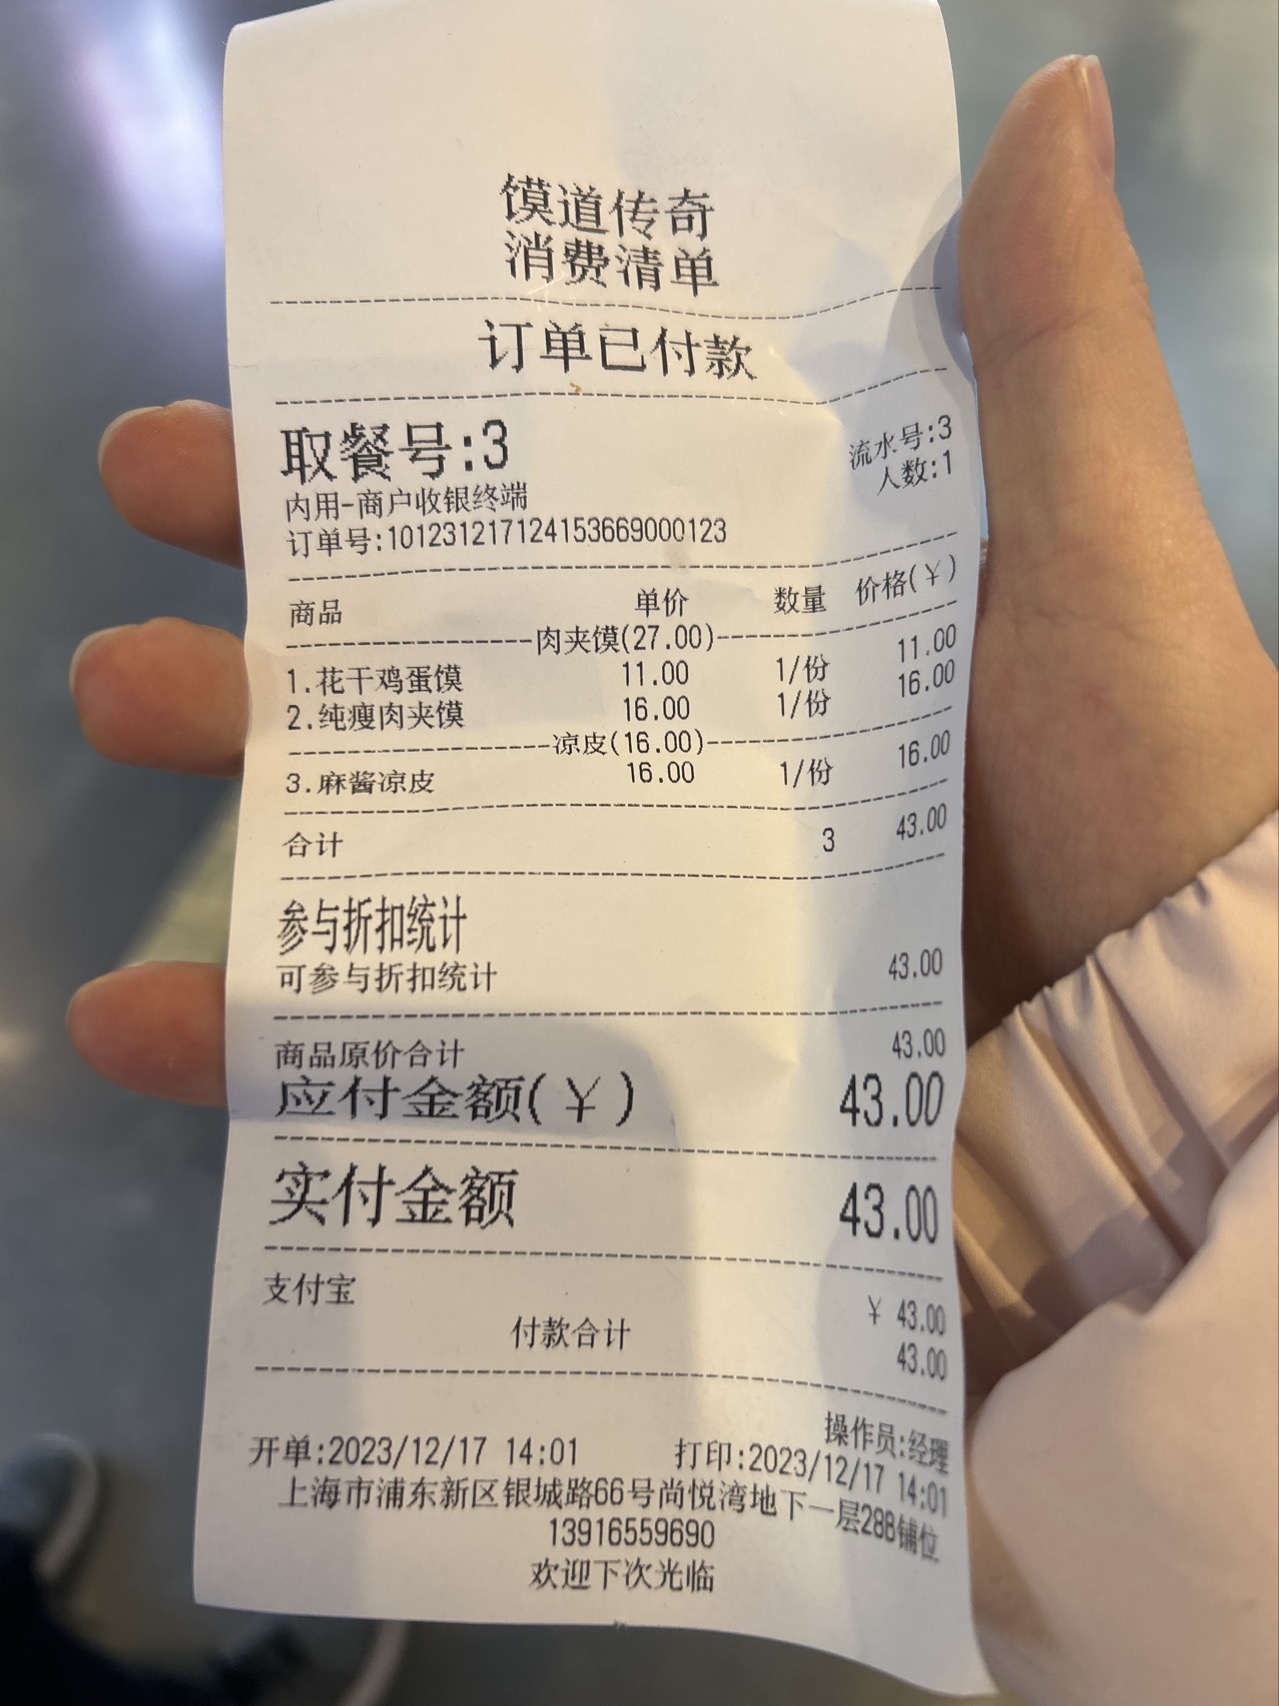 馍道传奇
消费清单
订单已付款
取餐号:3 流水号:3
人数:1
内用-商户收银终端
订单号:101231217124153669000123
商品 单价 数量 价格(¥)
肉夹馍(27.00)
1.花干鸡蛋馍 11.00 1/份 11.00
2.纯瘦肉夹馍 16.00 1/份 16.00
凉皮(16.00)
3.麻酱凉皮 16.00 1/份 16.00
合计 3 43.00
参与折扣统计
可参与折扣统计 43.00
商品原价合计 43.00
应付金额(¥) 43.00
实付金额 43.00
支付宝 ¥ 43.00
付款合计 43.00
操作员:经理
开单:2023/12/17 14:01 打印:2023/12/17 14:01
上海市浦东新区银城路66号尚悦湾地下一层28B铺位
13916559690
欢迎下次光临